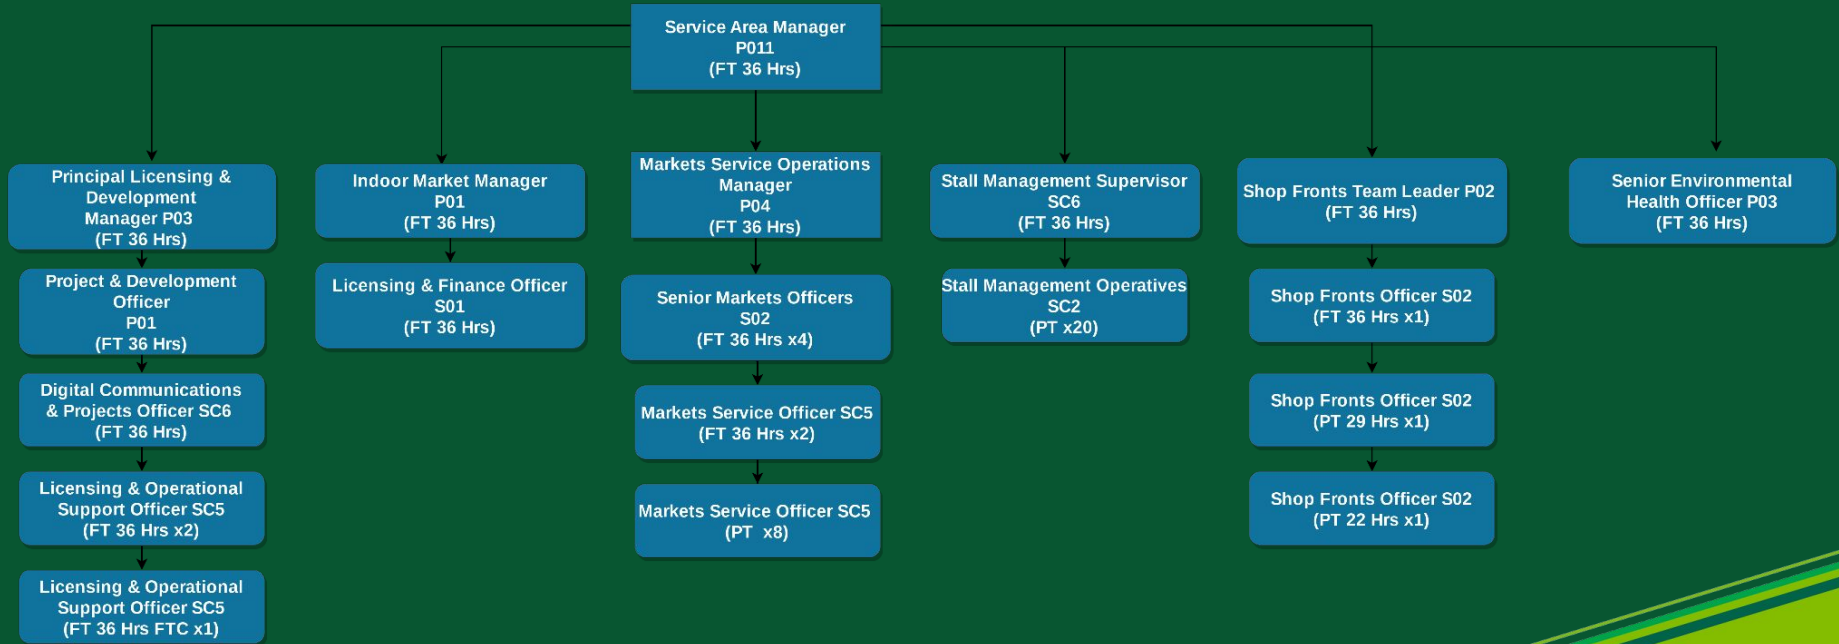 Service Area Manager
P011
(FT 36 Hrs)
Principal Licensing &
Development
Manager P03
(FT 36 Hrs)
Project & Development
Officer
P01
(FT 36 Hrs)
Digital Communications
& Projects Officer SC6
(FT 36 Hrs)
Licensing & Operational
Support Officer SC5
(FT 36 Hrs x2)
Licensing & Operational
Support Officer SC5
(FT 36 Hrs FTC x1)
Indoor Market Manager
P01
(FT 36 Hrs)
Licensing & Finance Officer
S01
(FT 36 Hrs)
Markets Service Operations
Manager
P04
(FT 36 Hrs)
Senior Markets Officers
S02
(FT 36 Hrs x4)
Markets Service Officer SC5
(FT 36 Hrs x2)
Markets Service Officer SC5
(PT x8)
Stall Management Supervisor
SC6
(FT 36 Hrs)
Stall Management Operatives
SC2
(PT x20)
Shop Fronts Team Leader P02
(FT 36 Hrs)
Shop Fronts Officer S02
(FT 36 Hrs x1)
Shop Fronts Officer S02
(PT 29 Hrs x1)
Shop Fronts Officer S02
(PT 22 Hrs x1)
Senior Environmental
Health Officer P03
(FT 36 Hrs)